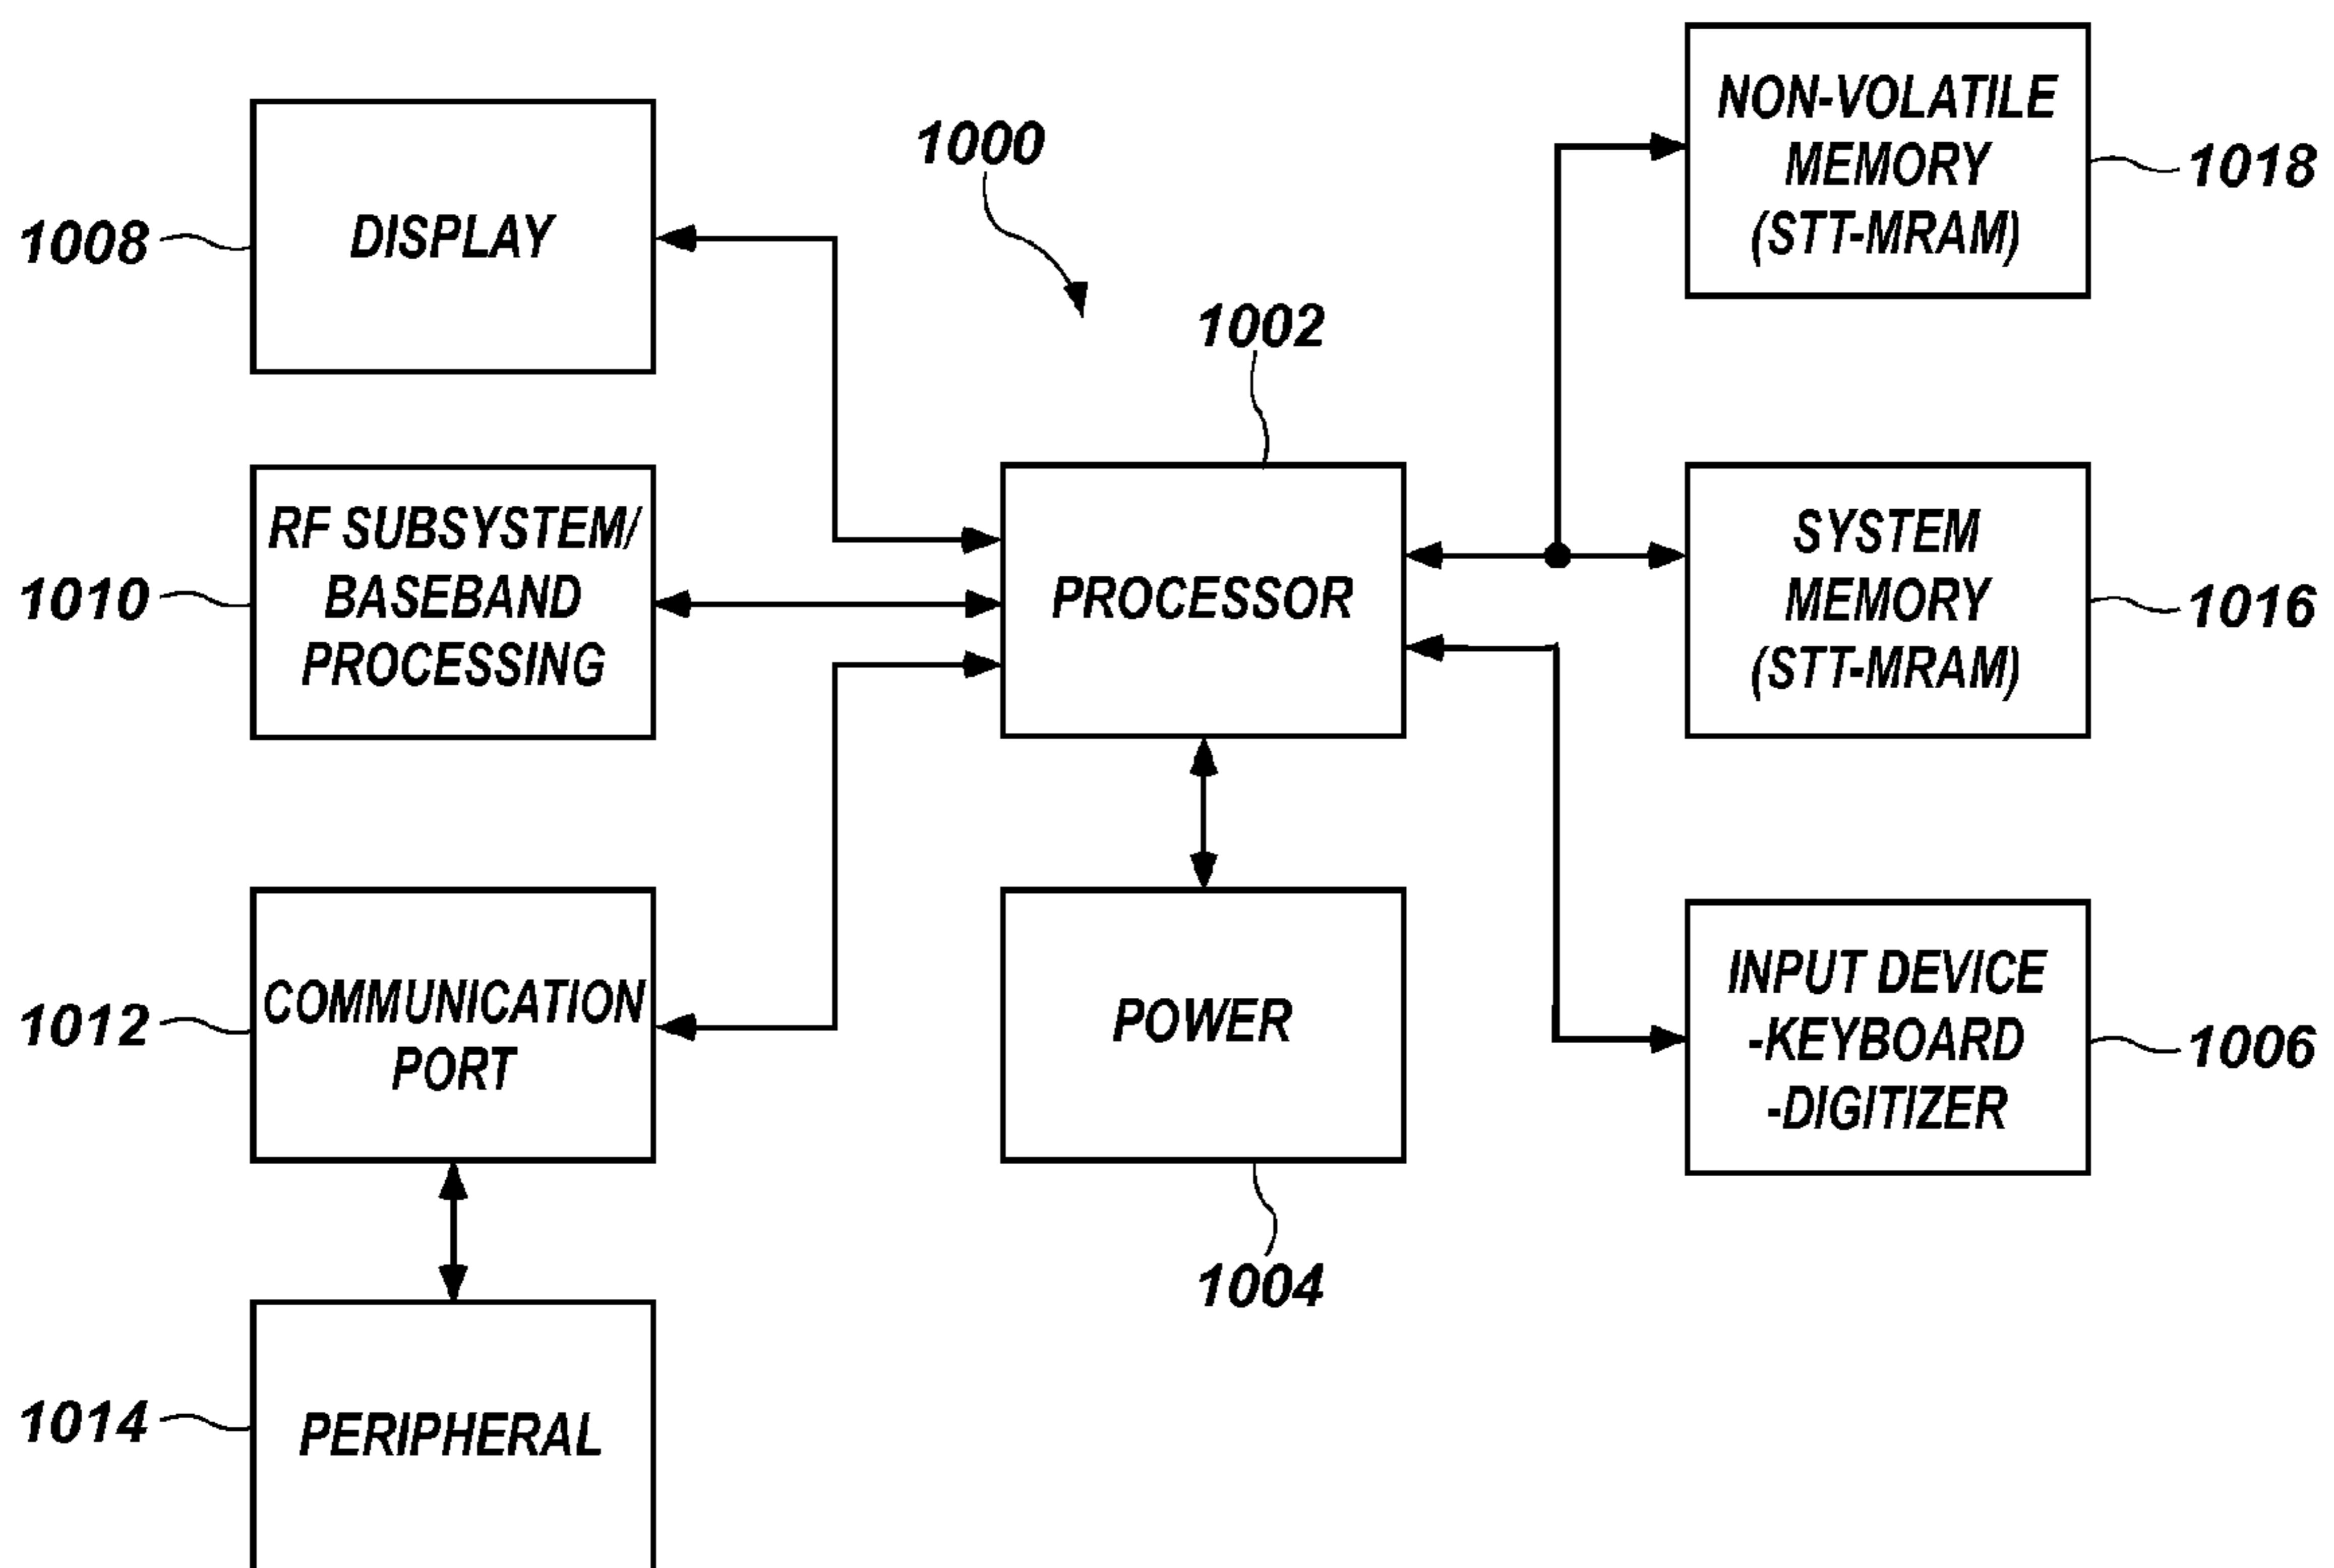 1000
1008
DISPLAY
1010
RF SUBSYSTEM/
BASEBAND
PROCESSING
1012
COMMUNICATION
PORT
1014
PERIPHERAL
1002
PROCESSOR
POWER
1004
NON-VOLATILE
MEMORY
(STT-MRAM)
1018
SYSTEM
MEMORY
(STT-MRAM)
1016
INPUT DEVICE
-KEYBOARD
-DIGITIZER
1006